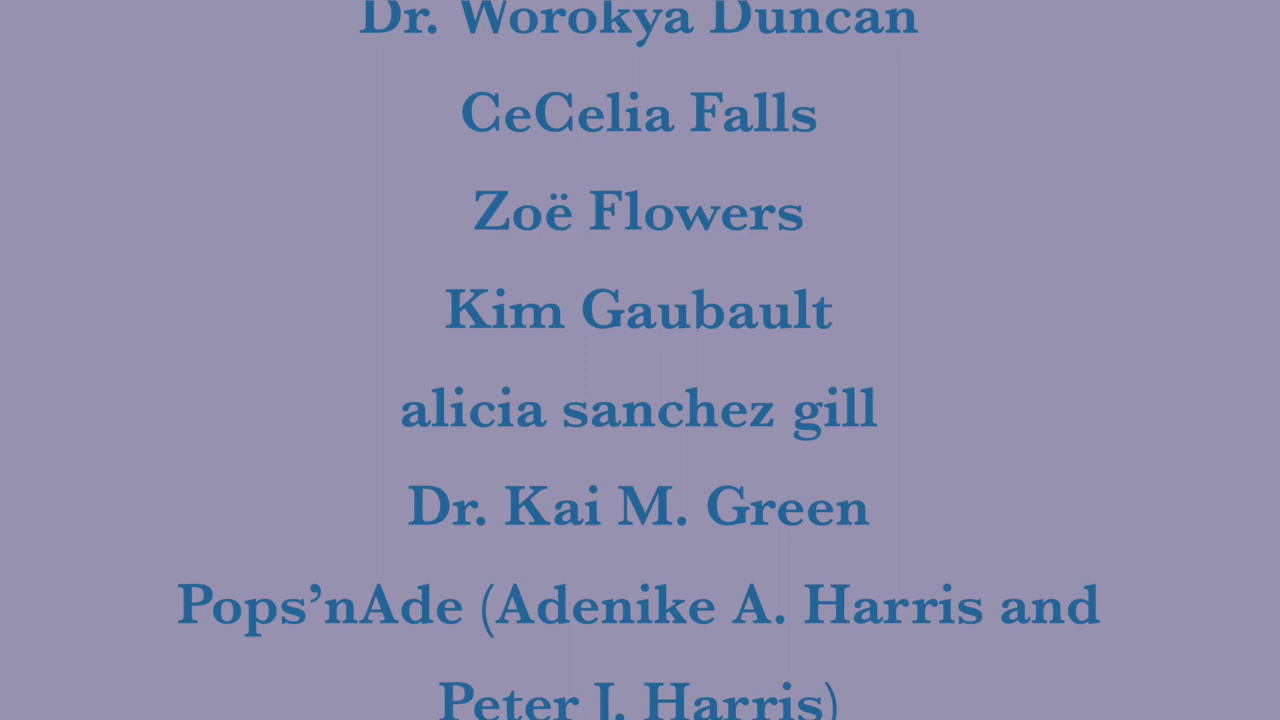 Dr. Worokya Duncan
CeCelia Falls
Zoë Flowers
Kim Gaubault
alicia sanchez gill
Dr. Kai M. Green
Pops’nAde (Adenike A. Harris and
Peter J. Harris)